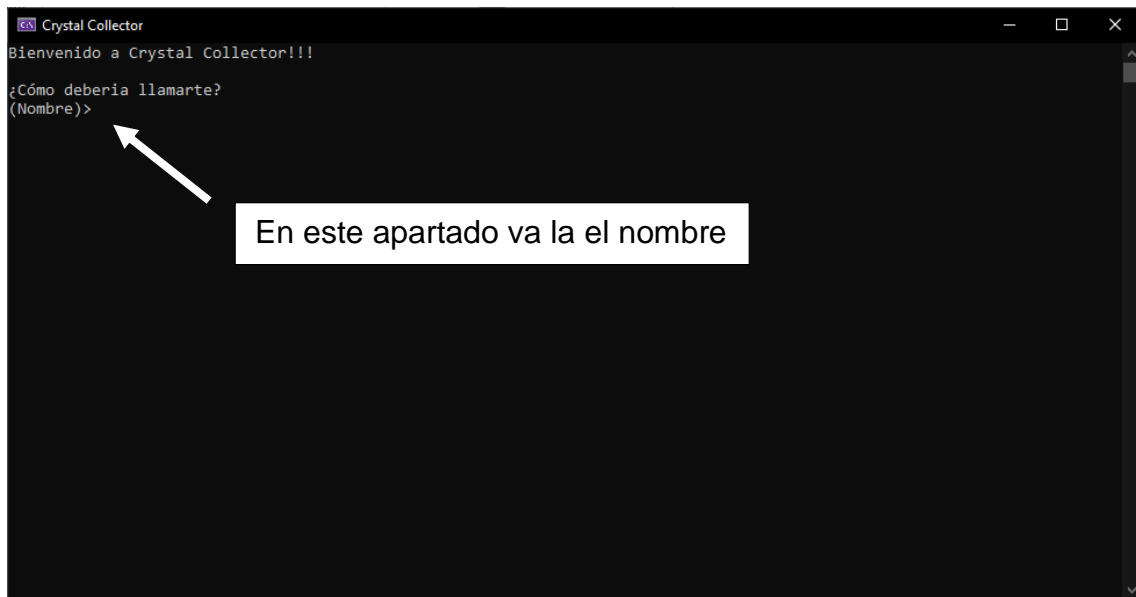 Crystal Collector
Bienvenido a Crystal Collector!!!
¿Cómo deberia llamarte?
(Nombre)>
En este apartado va la el nombre